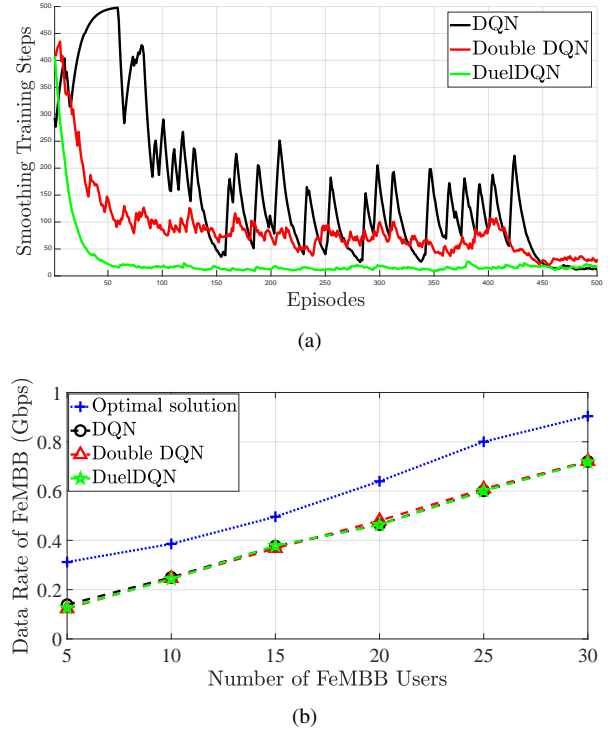 500
450
400
350
300
250
200
150
100
50
0
Smoothing Training Steps
DQN
Double DQN
DuelDQN
50 100 150 200 250 300 350 400 450 500
Episodes
(a)
1
0.8
0.6
0.4
0.2
0
Data Rate of FeMBB (Gbps)
Optimal solution
DQN
Double DQN
DuelDQN
5 10 15 20 25 30
Number of FeMBB Users
(b)